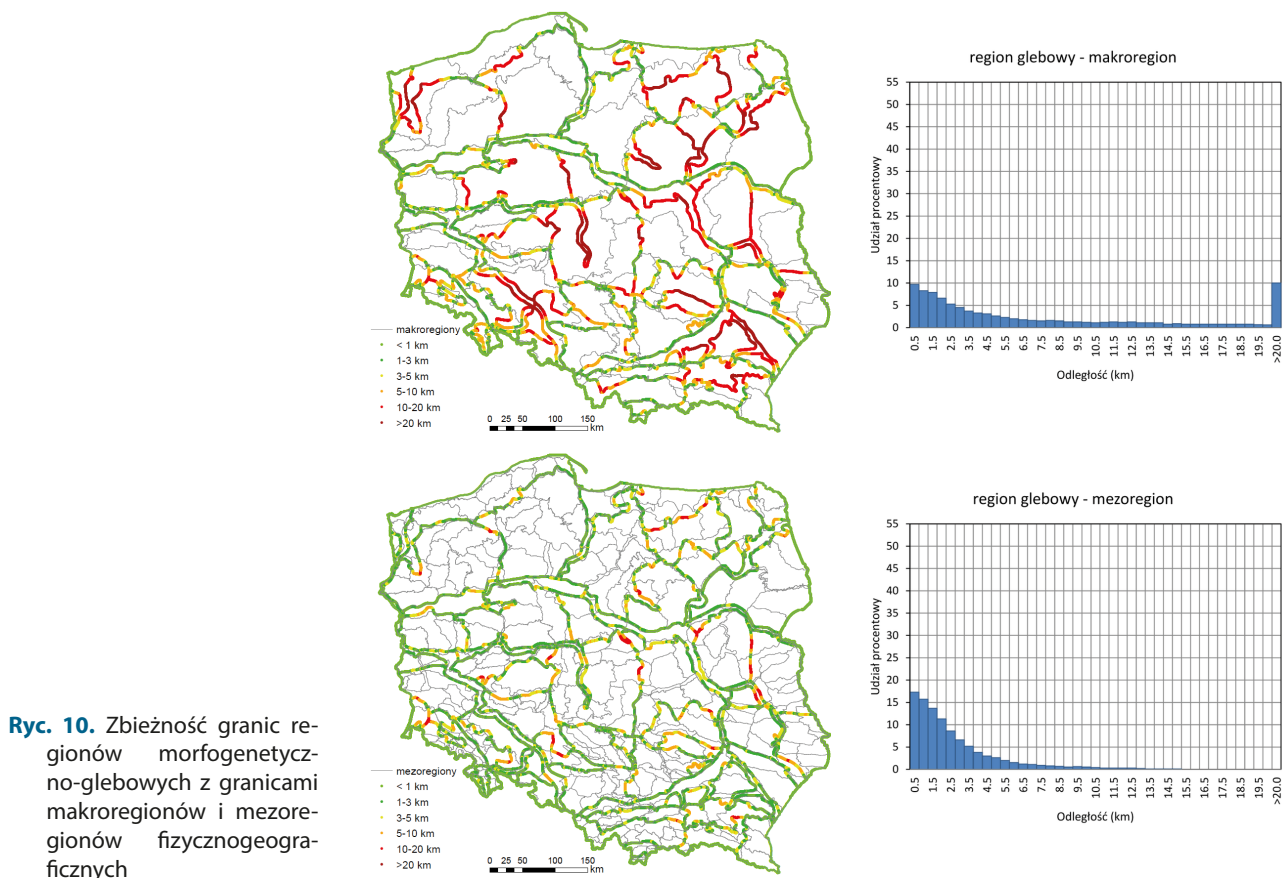 makroregiony
< 1 km
1-3 km
3-5 km
5-10 km
10-20 km
>20 km
0 25 50 100 150
km
region glebowy - makroregion
Udział procentowy
55
50
45
40
35
30
25
20
15
10
5
0
0.5
1.5
2.5
3.5
4.5
5.5
6.5
7.5
8.5
9.5
10.5
11.5
12.5
13.5
14.5
15.5
16.5
17.5
18.5
19.5
>20.0
Odległość (km)
mezoregiony
< 1 km
1-3 km
3-5 km
5-10 km
10-20 km
>20 km
0 25 50 100 150
km
region glebowy - mezoregion
Udział procentowy
55
50
45
40
35
30
25
20
15
10
5
0
0.5
1.5
2.5
3.5
4.5
5.5
6.5
7.5
8.5
9.5
10.5
11.5
12.5
13.5
14.5
15.5
16.5
17.5
18.5
19.5
>20.0
Odległość (km)
Ryc. 10. Zbieżność granic re-
gionów morfogenetycz-
no-glebowych z granicami
makroregionów i mezore-
gionów fizycznogeogra-
ficznych